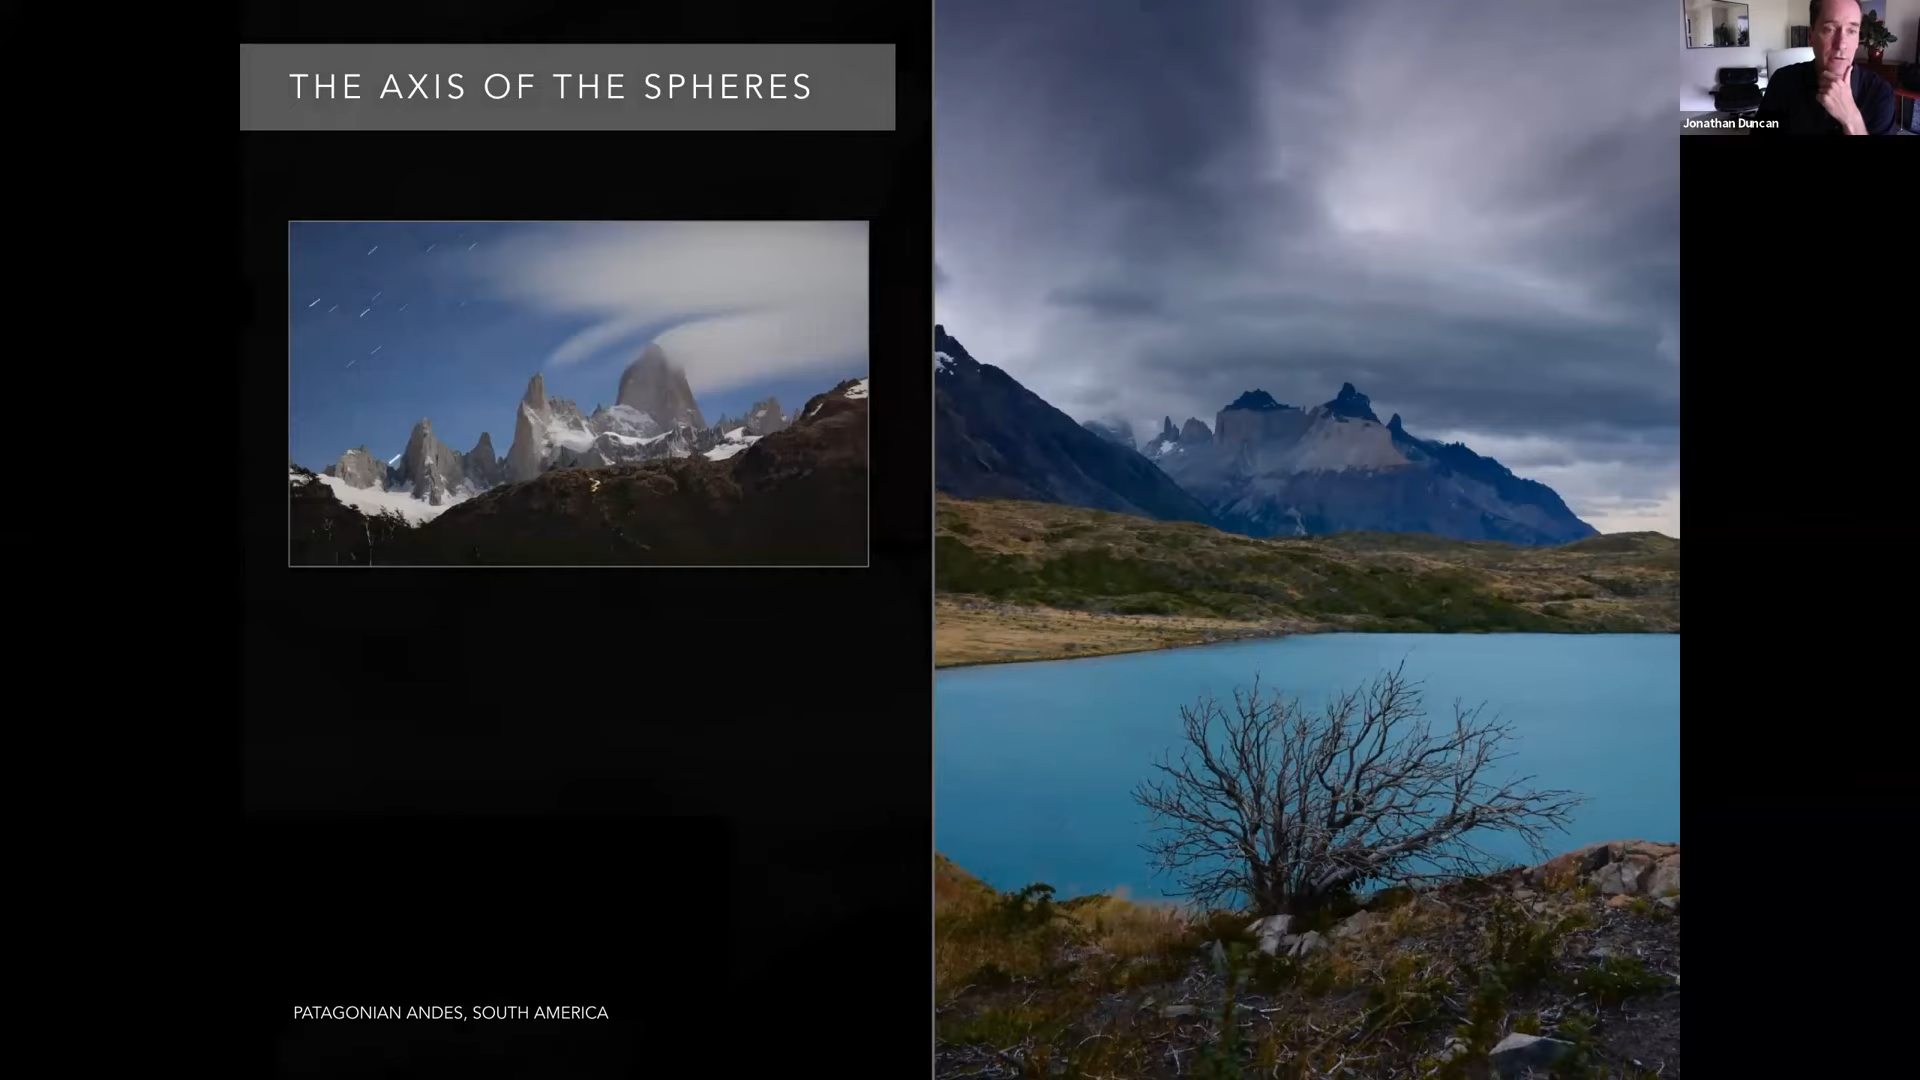 THE AXIS OF THE SPHERES
Jonathan Duncan
PATAGONIAN ANDES, SOUTH AMERICA